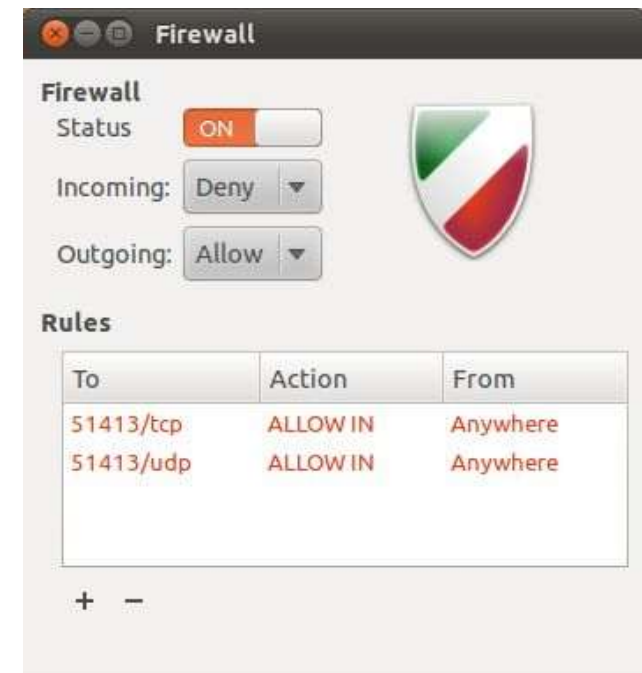 Firewall
Firewall
Status ON
Incoming: Deny
Outgoing: Allow
Rules
To Action From
51413/tcp ALLOW IN Anywhere
51413/udp ALLOW IN Anywhere
+ −